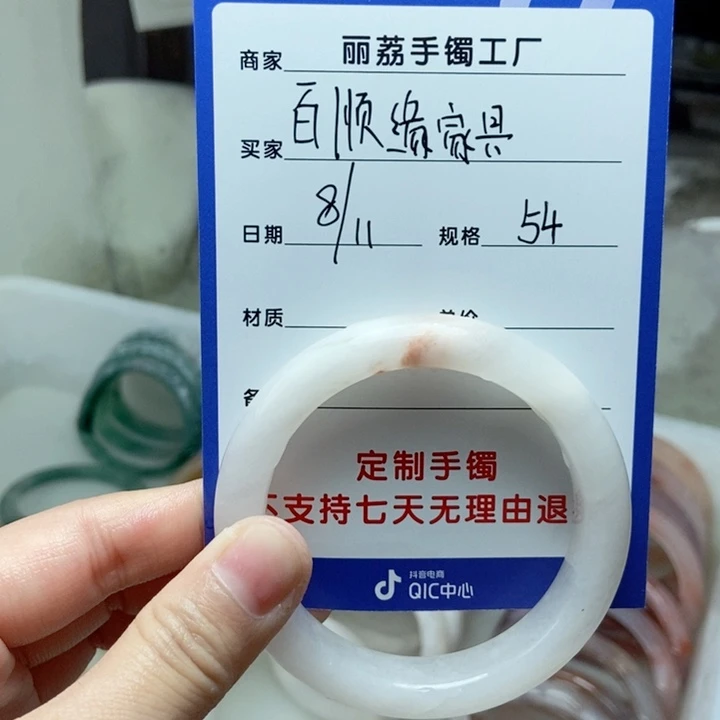 商家 丽荔手镯工厂
买家 百顺缘家具
日期 8/11 规格 54
材质
定制手镯
支持七天无理由退
抖音电商
QIC中心